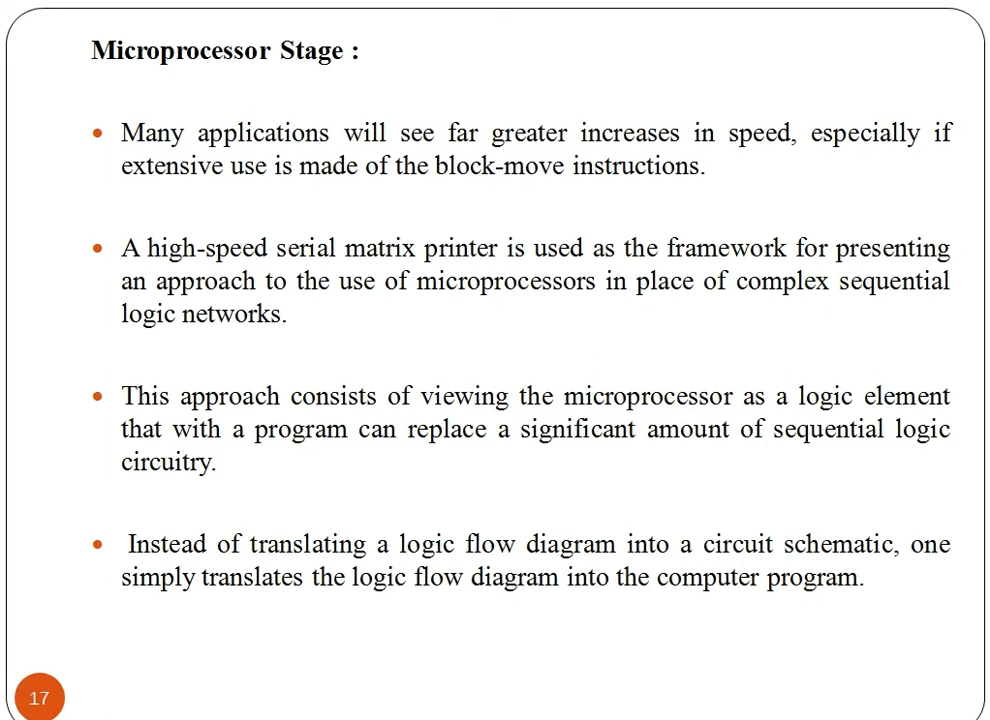 Microprocessor Stage :
• Many applications will see far greater increases in speed, especially if
extensive use is made of the block-move instructions.
• A high-speed serial matrix printer is used as the framework for presenting
an approach to the use of microprocessors in place of complex sequential
logic networks.
• This approach consists of viewing the microprocessor as a logic element
that with a program can replace a significant amount of sequential logic
circuitry.
• Instead of translating a logic flow diagram into a circuit schematic, one
simply translates the logic flow diagram into the computer program.
17